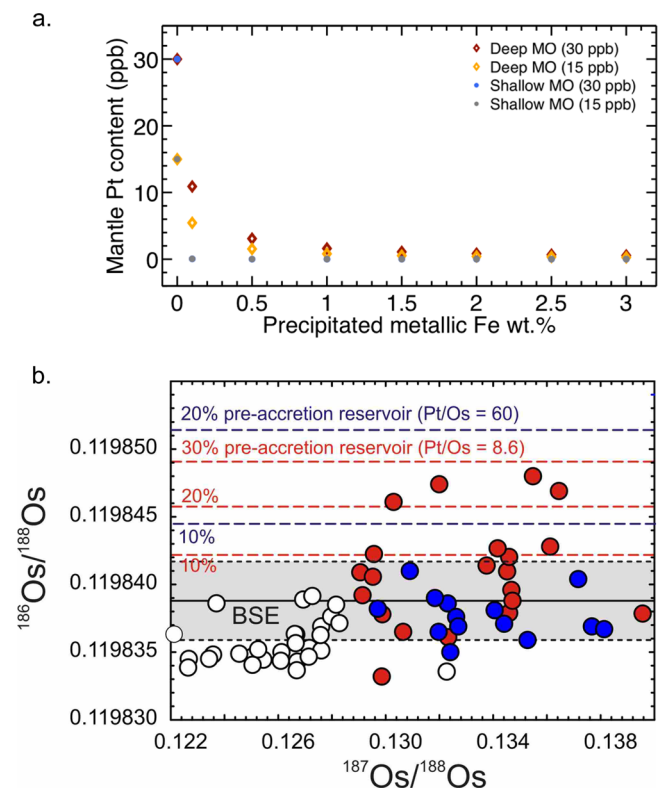 a.
Mantle Pt content (ppb)
30
20
10
0
Deep MO (30 ppb)
Deep MO (15 ppb)
Shallow MO (30 ppb)
Shallow MO (15 ppb)
0 0.5 1 1.5 2 2.5 3
Precipitated metallic Fe wt.%
b.
186Os/188Os
0.119850
0.119845
0.119840
0.119835
0.119830
20% pre-accretion reservoir (Pt/Os = 60)
30% pre-accretion reservoir (Pt/Os = 8.6)
20%
10%
10%
BSE
0.122 0.126 0.130 0.134 0.138
187Os/188Os